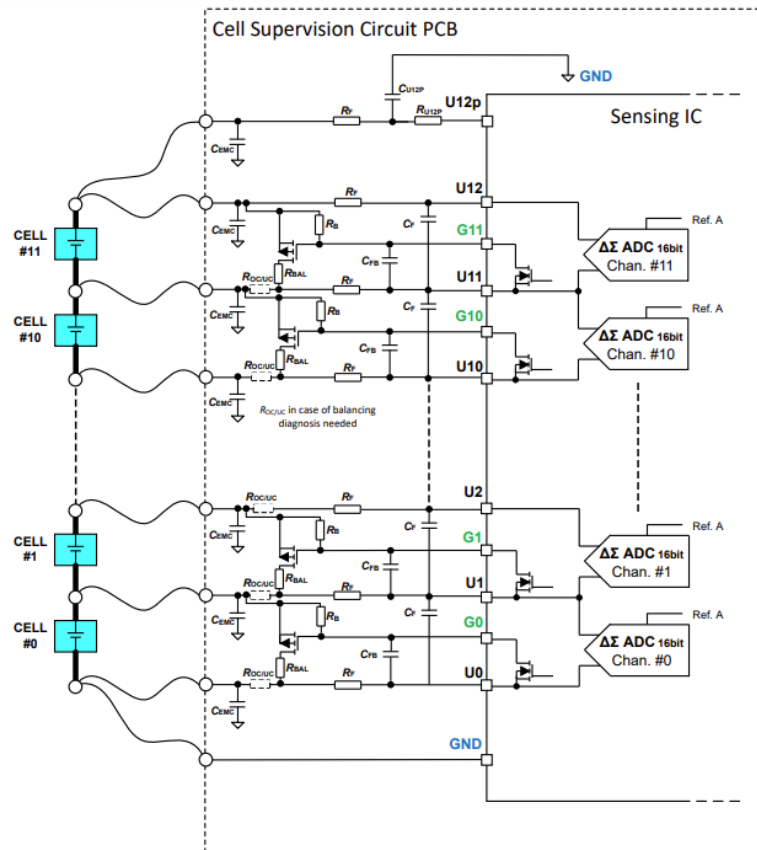 Cell Supervision Circuit PCB
GND
CU12P
U12p
RF
RU12P
Sensing IC
CEMC
RF
U12
CEMC
RB
CF
G11
Ref. A
CELL
#11
ΔΣ ADC 16bit
Chan. #11
CFB
ROC/UC
RBAL
RF
U11
CEMC
CF
G10
Ref. A
CELL
#10
RB
ΔΣ ADC 16bit
Chan. #10
CFB
ROC/UC
RBAL
RF
U10
CEMC
ROC/UC in case of balancing
diagnosis needed
ROC/UC
RF
U2
CEMC
RB
CF
G1
Ref. A
CELL
#1
ΔΣ ADC 16bit
Chan. #1
CFB
ROC/UC
RBAL
RF
U1
CEMC
RB
CF
G0
Ref. A
CELL
#0
ΔΣ ADC 16bit
Chan. #0
CFB
ROC/UC
RBAL
RF
U0
CEMC
GND